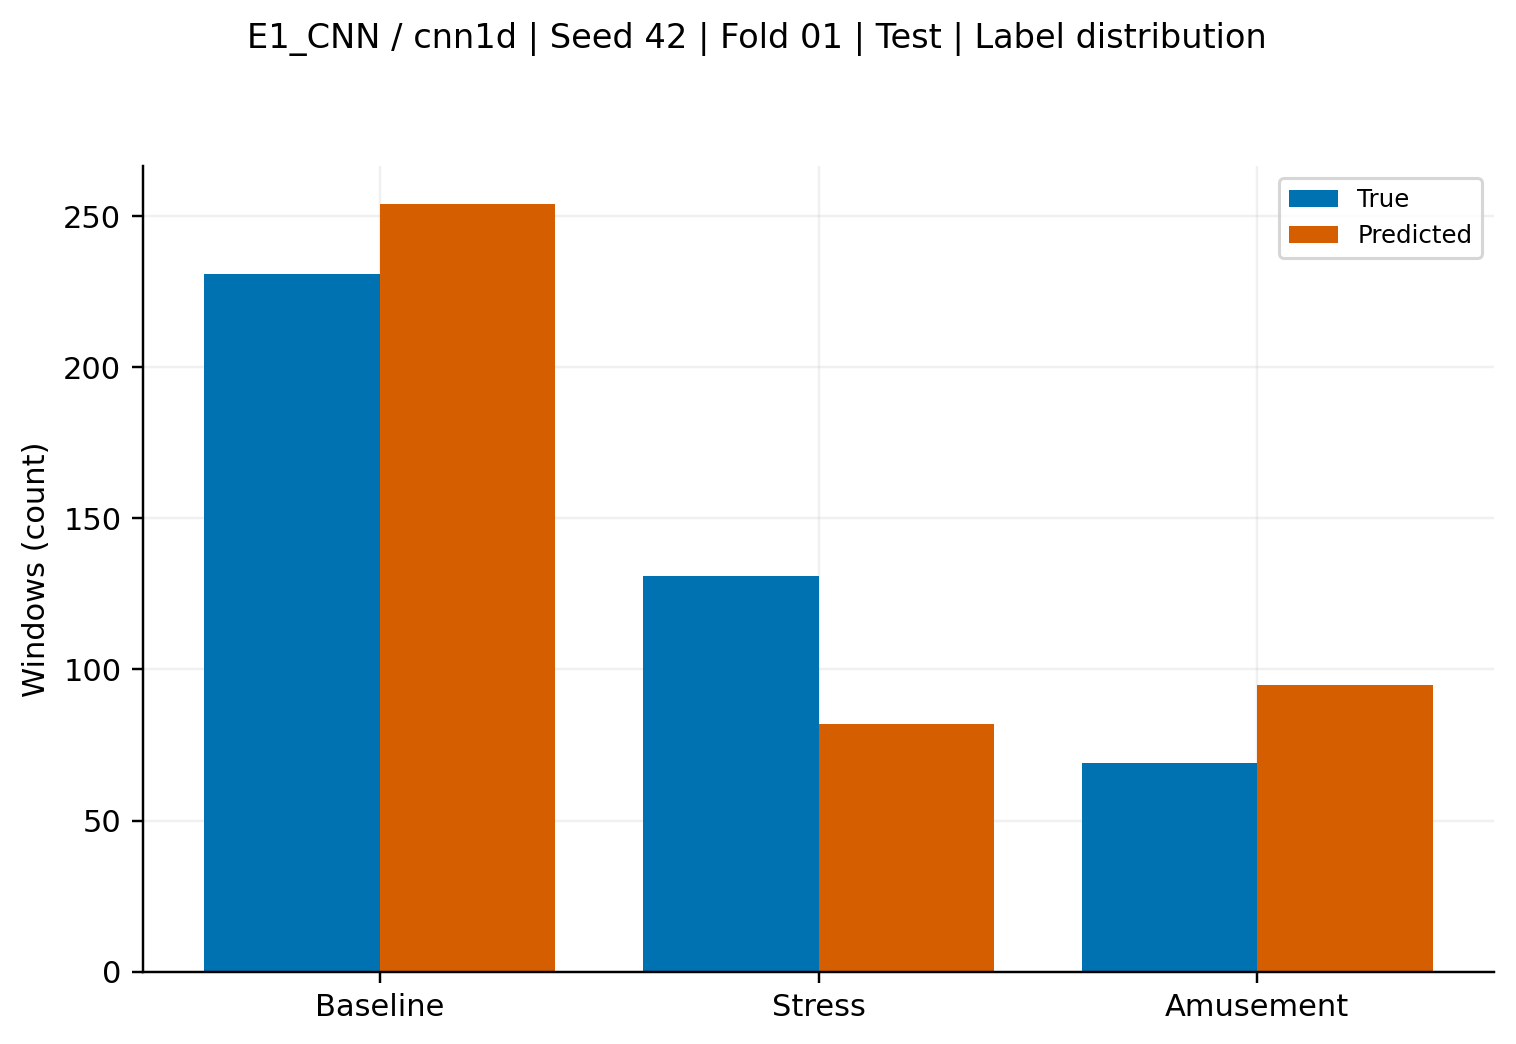 E1_CNN / cnn1d | Seed 42 | Fold 01 | Test | Label distribution
True
Predicted
Windows (count)
250
200
150
100
50
0
Baseline
Stress
Amusement